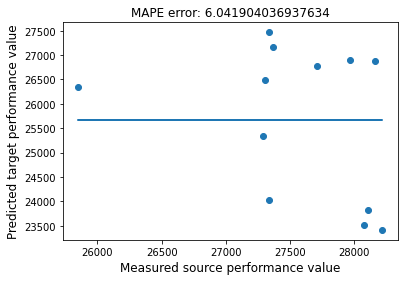 MAPE error: 6.041904036937634
Predicted target performance value
27500
27000
26500
26000
25500
25000
24500
24000
23500
26000 26500 27000 27500 28000
Measured source performance value